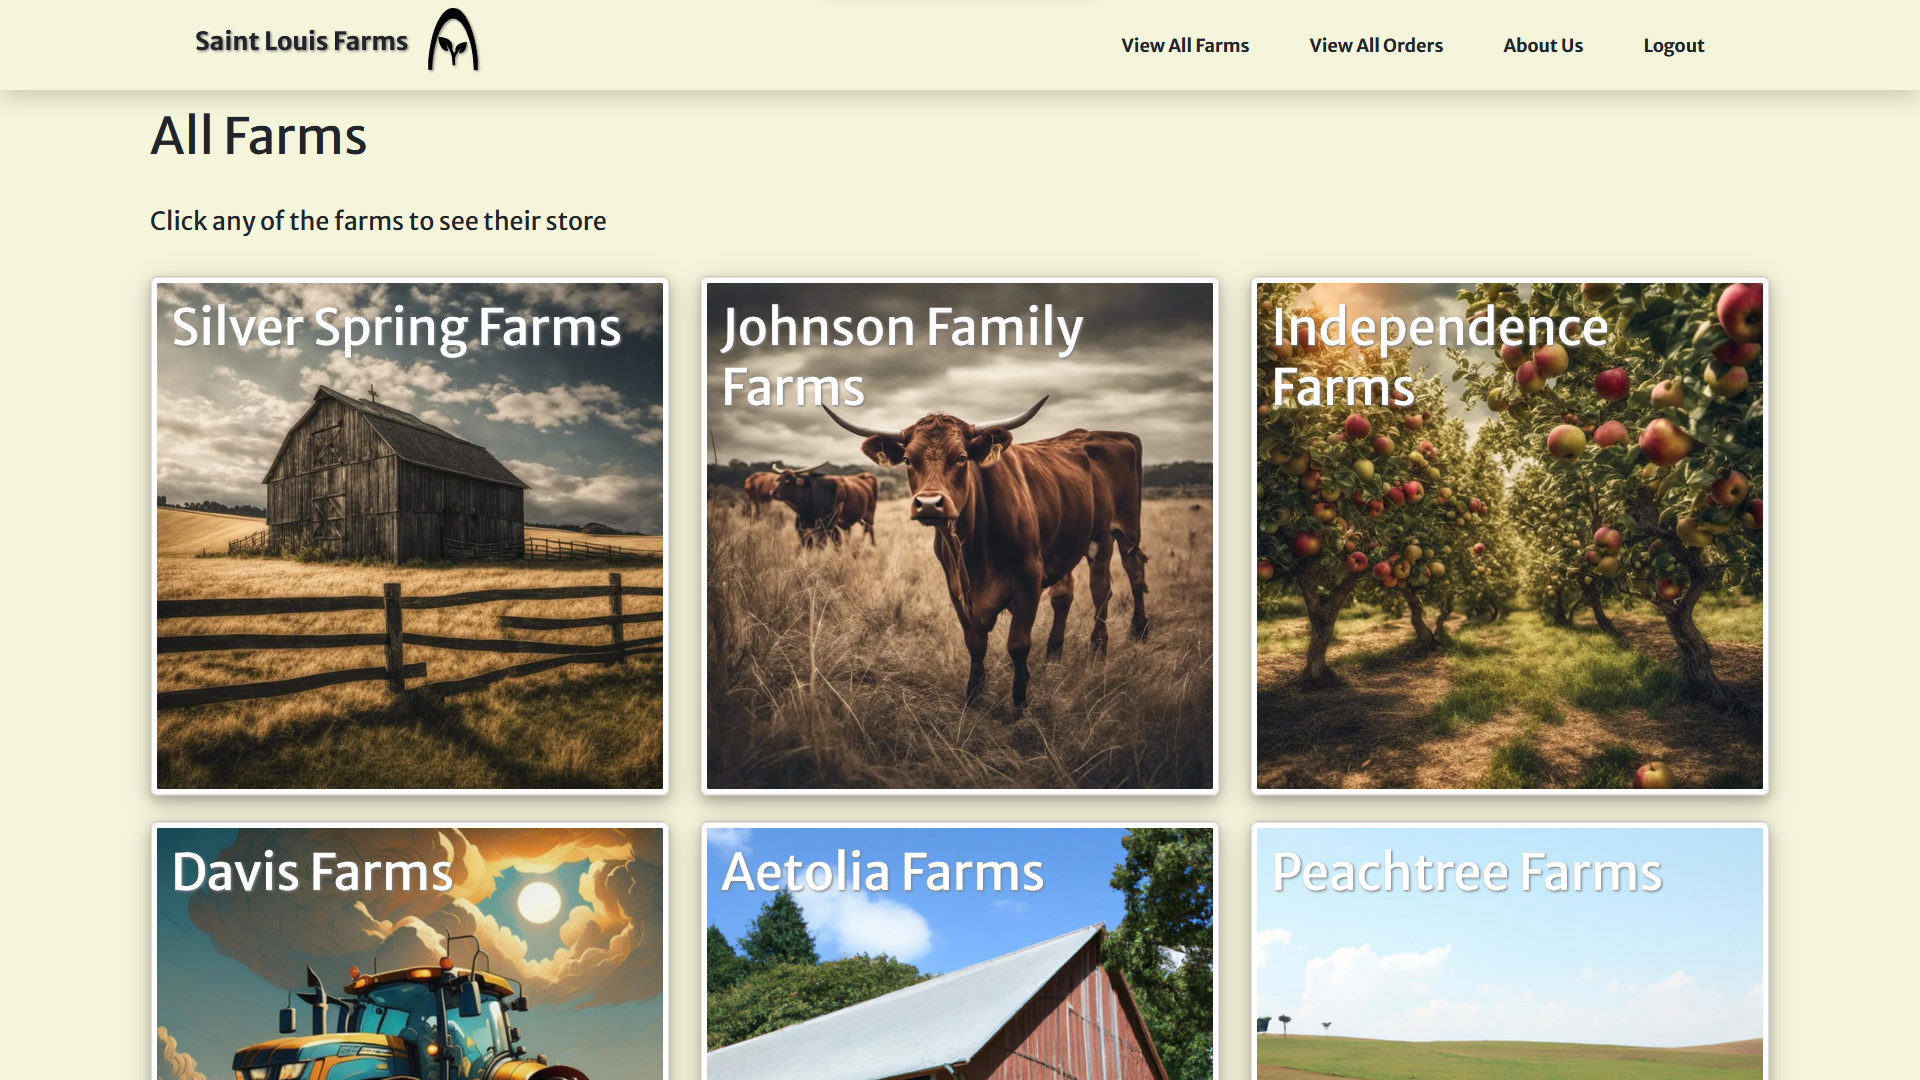 Saint Louis Farms
View All Farms
View All Orders
About Us
Logout
All Farms
Click any of the farms to see their store
Silver Spring Farms
Johnson Family
Farms
Independence
Farms
Davis Farms
Aetolia Farms
Peachtree Farms